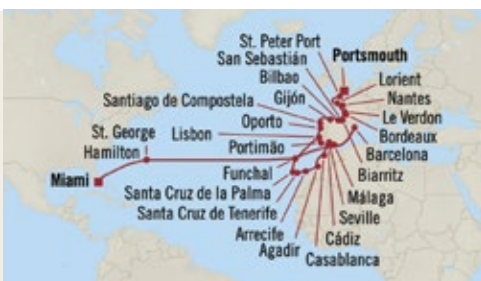 St. Peter Port
San Sebastián
Portsmouth
Bilbao
Lorient
Gijón
Nantes
Santiago de Compostela
Le Verdon
Oporto
Bordeaux
St. George
Lisbon
Barcelona
Hamilton
Portimão
Biarritz
Miami
Funchal
Málaga
Santa Cruz de la Palma
Seville
Santa Cruz de Tenerife
Cádiz
Arrecife
Agadir
Casablanca